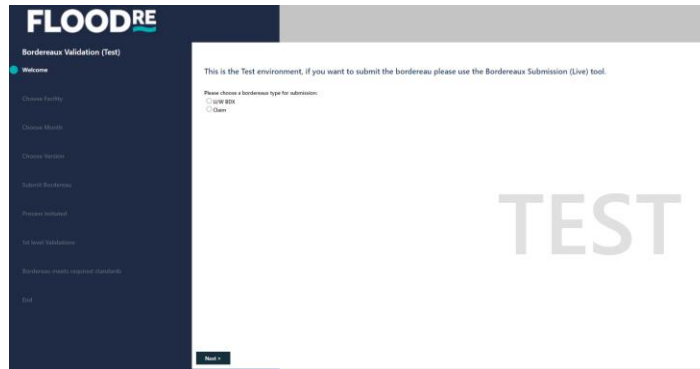 FLOODRE
Bordereaux Validation (Test)
Welcome
Choose Facility
Choose Month
Choose Version
Submit Bordereau
Process Initiated
1st level Validations
Bordereau meets required standards
End
This is the Test environment, if you want to submit the bordereau please use the Bordereaux Submission (Live) tool.
Please choose a bordereaux type for submission:
U/W BDX
Claim
TEST
Next >